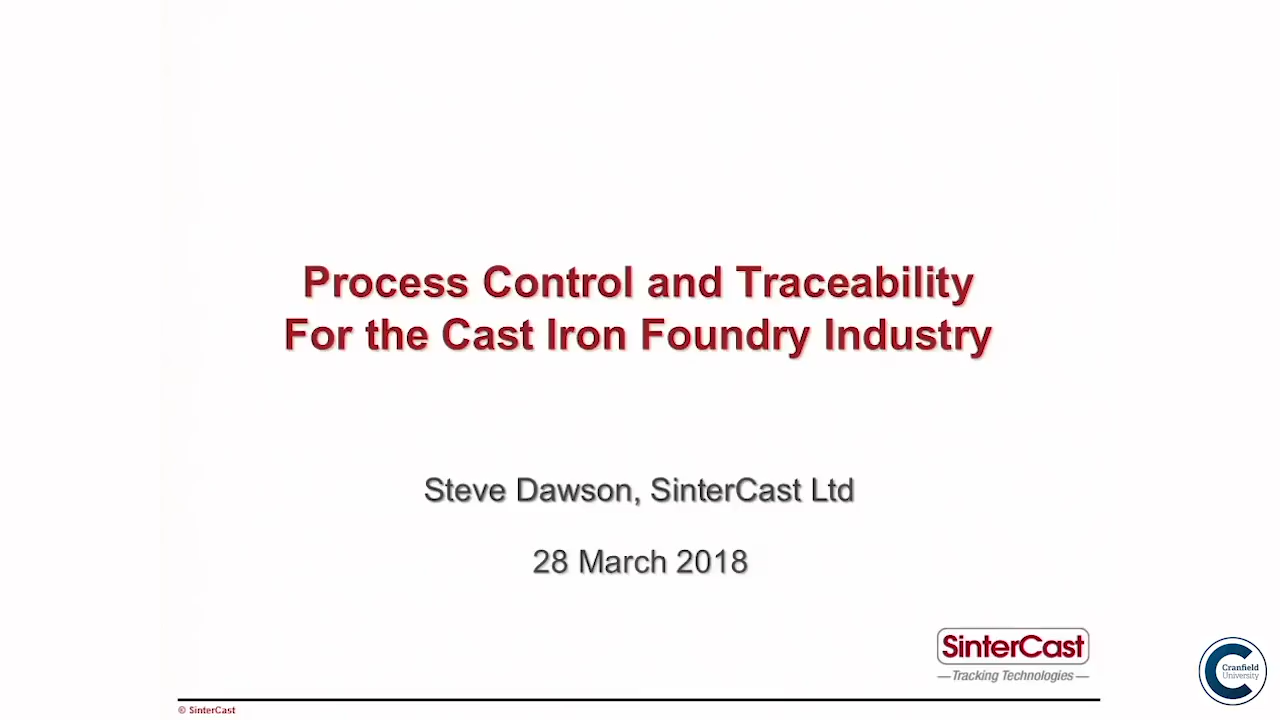 Process Control and Traceability
For the Cast Iron Foundry Industry
Steve Dawson, SinterCast Ltd
28 March 2018
SinterCast
—Tracking Technologies—
Cranfield
University
© SinterCast